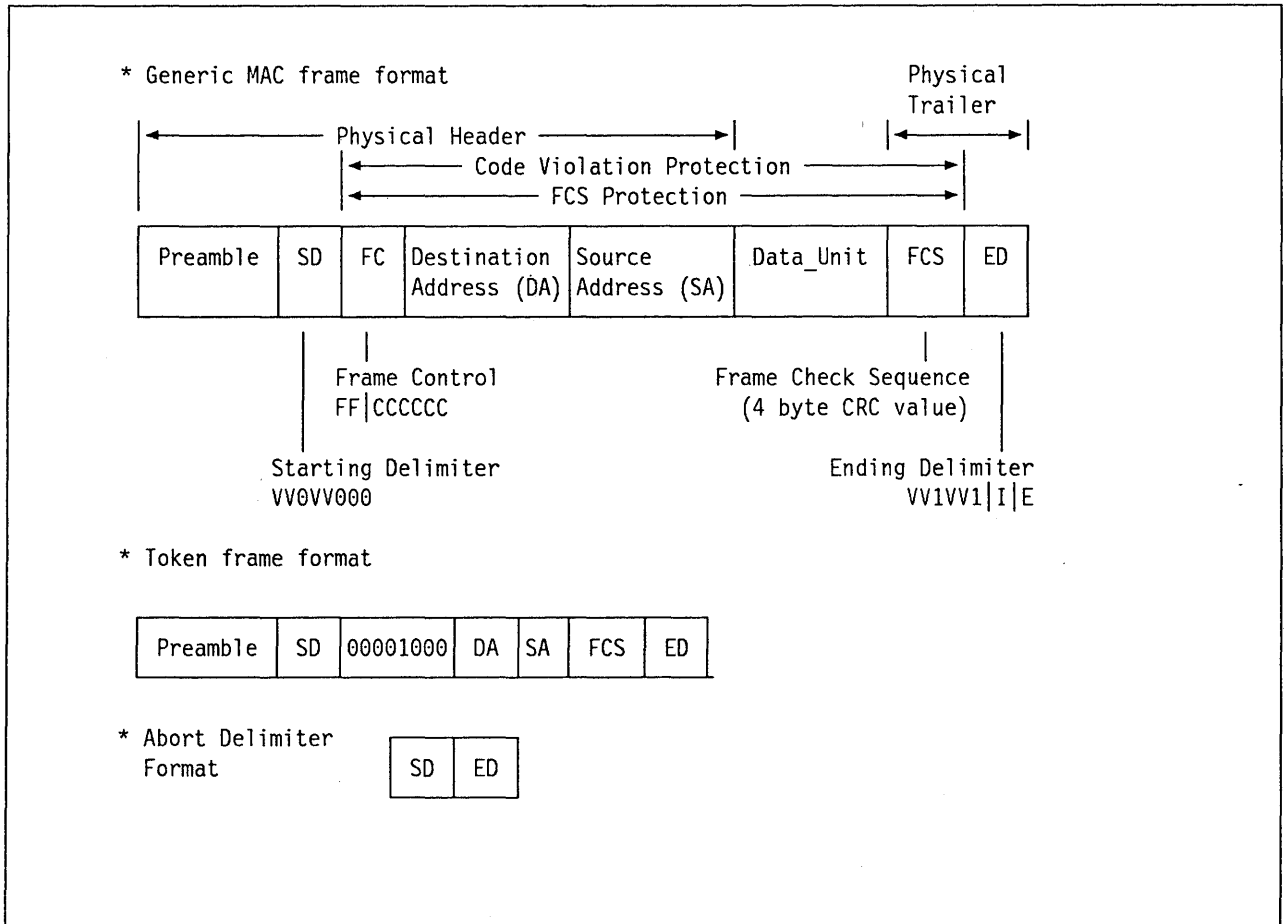 * Generic MAC frame format
Physical
Trailer
Physical Header
Code Violation Protection
FCS Protection
Preamble SD FC Destination Address (DA) Source Address (SA) Data_Unit FCS ED
Frame Control
FF|CCCCCC
Frame Check Sequence
(4 byte CRC value)
Starting Delimiter
VV0VV000
Ending Delimiter
VV1VV1|I|E
* Token frame format
Preamble SD 00001000 DA SA FCS ED
* Abort Delimiter
Format
SD ED